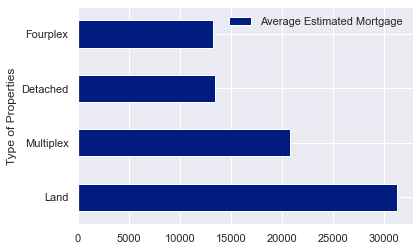 Average Estimated Mortgage
Type of Properties
Fourplex
Detached
Multiplex
Land
0 5000 10000 15000 20000 25000 30000